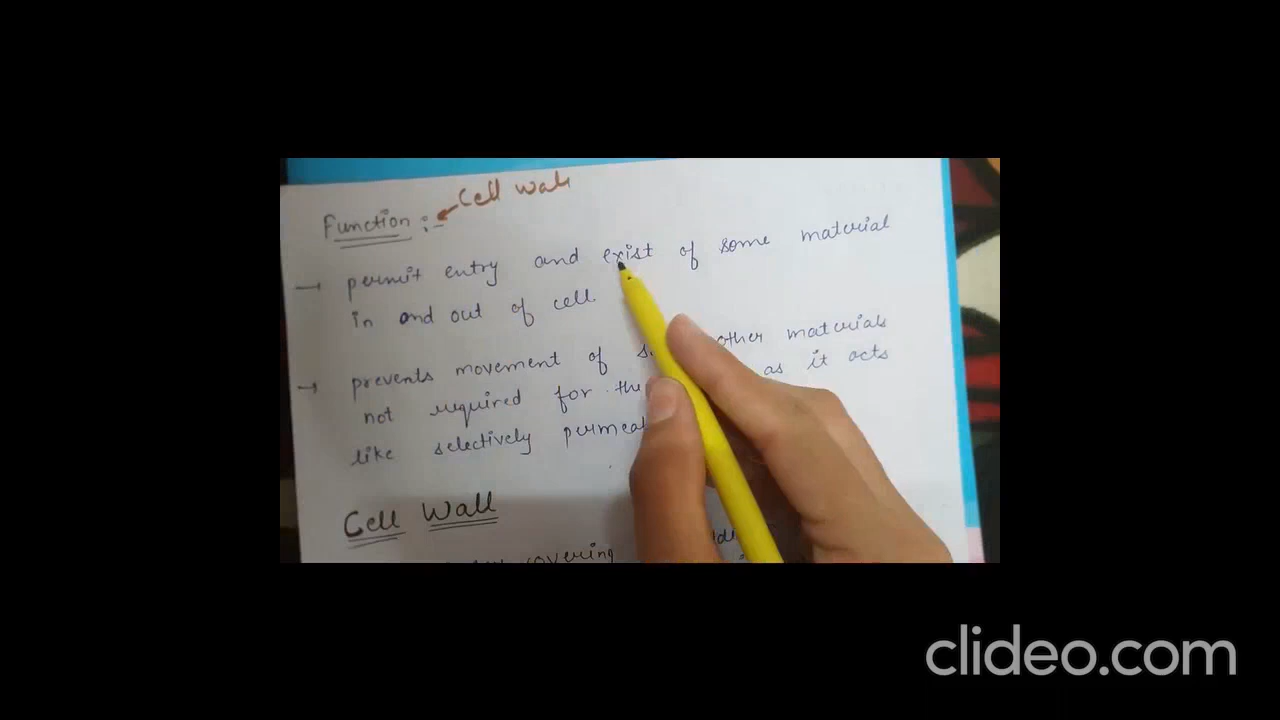 Cell Wall
Function :-
→ permit entry and exist of some material
in and out of cell.
→ prevents movement of other materials
not required for the as it acts
like selectively
Cell Wall
covering
clideo.com